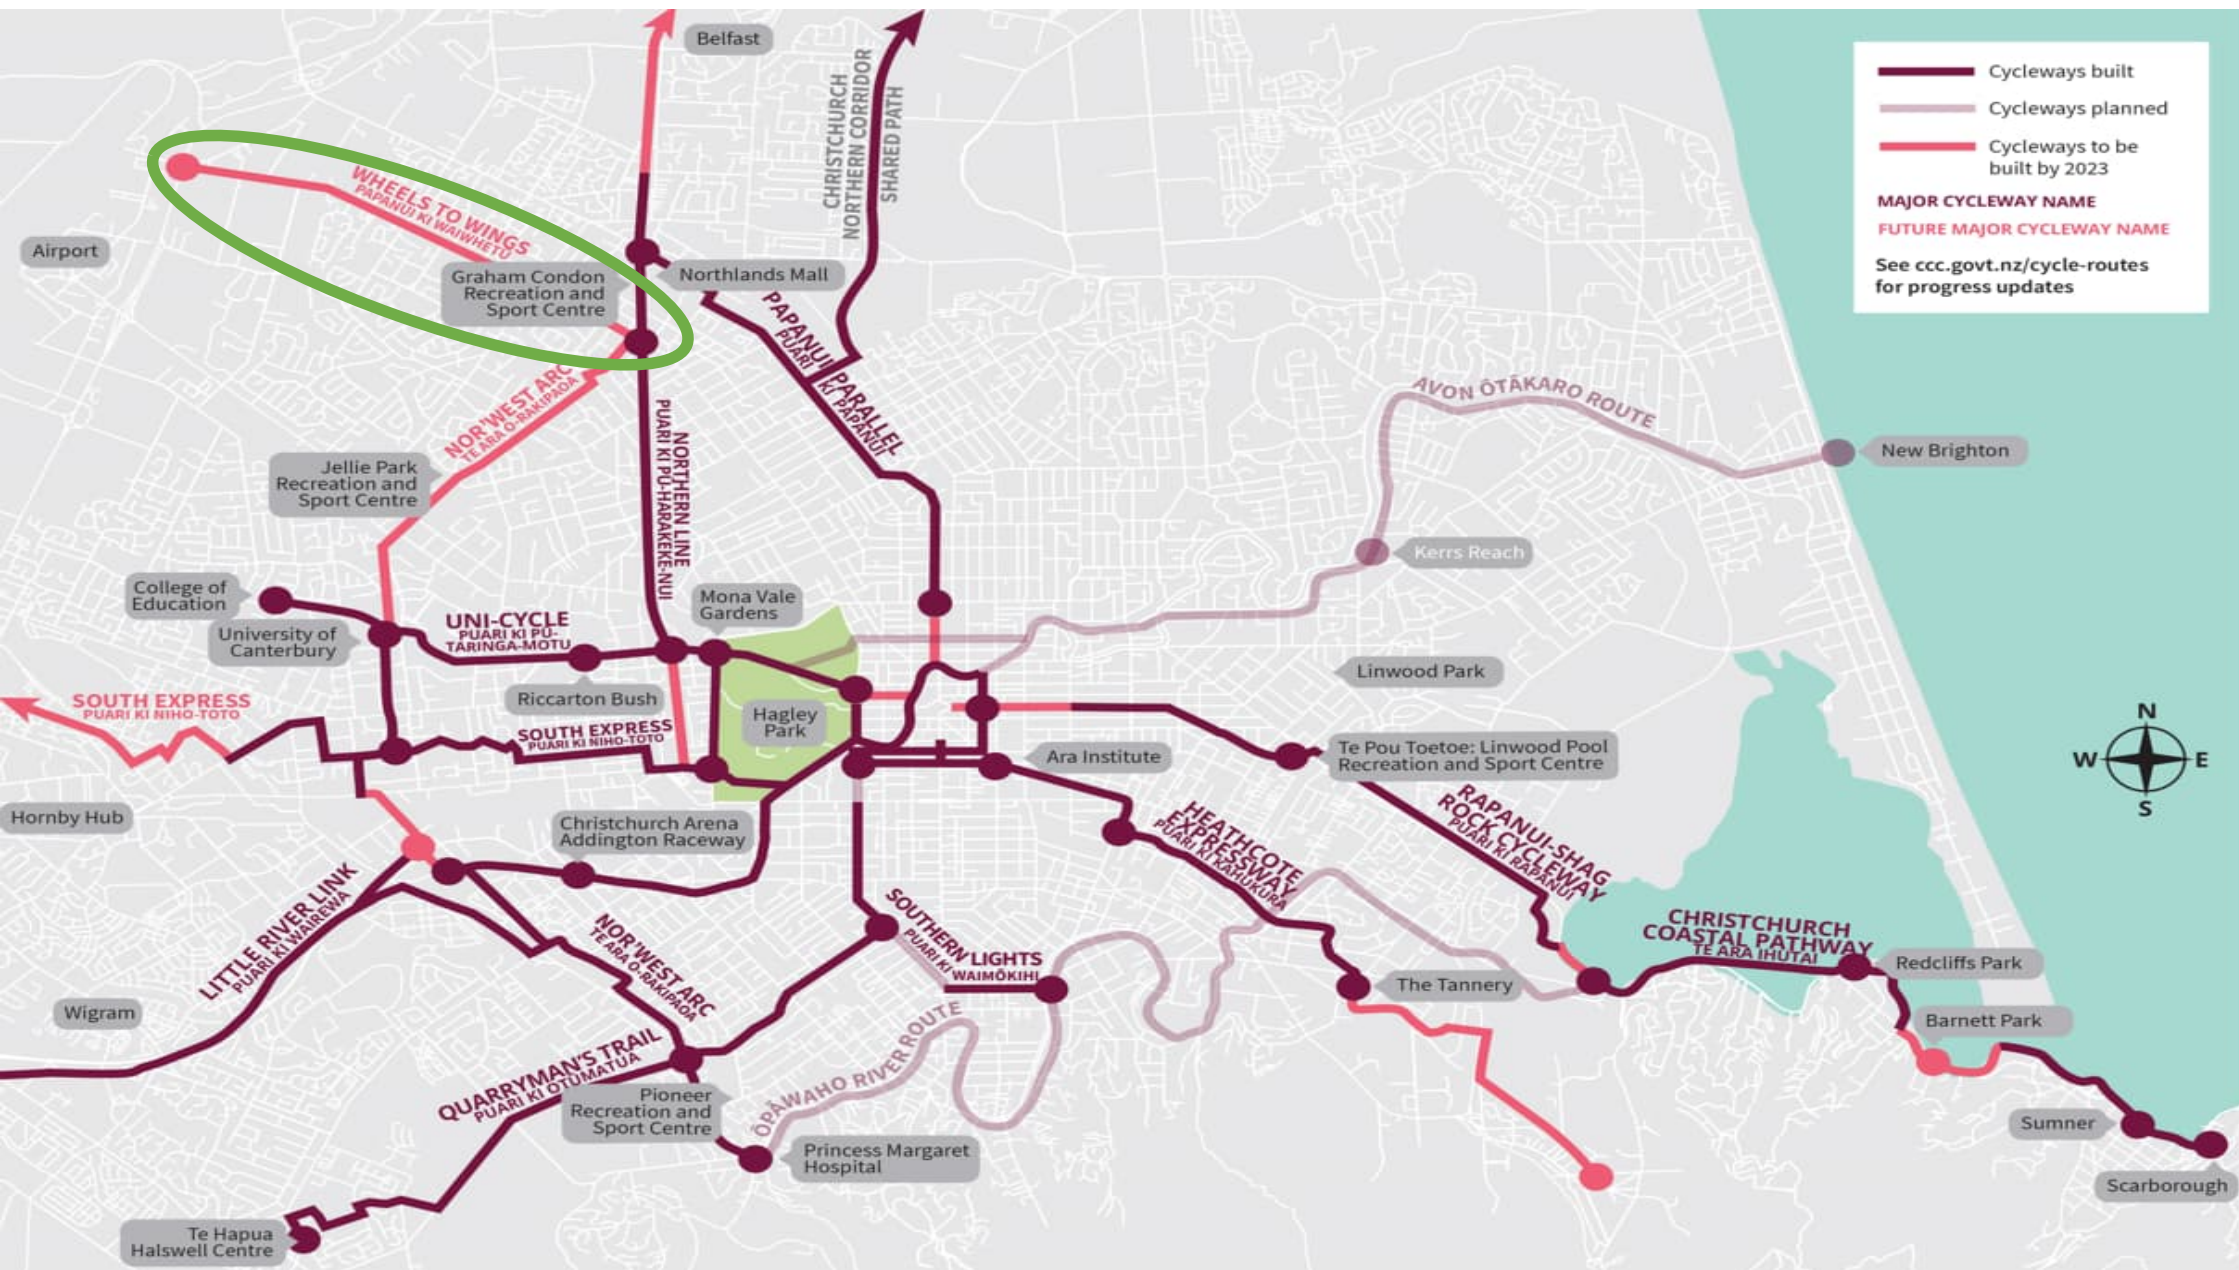 Belfast
CHRISTCHURCH
NORTHERN CORRIDOR
SHARED PATH
Cycleways built
Cycleways planned
Cycleways to be
built by 2023
MAJOR CYCLEWAY NAME
FUTURE MAJOR CYCLEWAY NAME
See ccc.govt.nz/cycle-routes
for progress updates
WHEELS TO WINGS
PAPANUI KI WAIWHETŪ
Airport
Graham Condon
Recreation and
Sport Centre
Northlands Mall
PAPANUI PARALLEL
PUARI KI PAPANUI
NOR'WEST ARC
TE ARA O-RAKIPAOA
AVON ŌTĀKARO ROUTE
New Brighton
Jellie Park
Recreation and
Sport Centre
NORTHERN LINE
PUARI KI PŪ-HARAKEKE-NUI
Kerrs Reach
College of
Education
Mona Vale
Gardens
University of
Canterbury
UNI-CYCLE
PUARI KI PŪ-
TARINGA-MOTU
Linwood Park
Riccarton Bush
SOUTH EXPRESS
PUARI KI NIHO-TOTO
SOUTH EXPRESS
PUARI KI NIHO-TOTO
Hagley
Park
Ara Institute
Te Pou Toetoe: Linwood Pool
Recreation and Sport Centre
N
W
E
S
Hornby Hub
Christchurch Arena
Addington Raceway
HEATHCOTE
EXPRESSWAY
PUARI KI KAHUKURA
RAPANUI-SHAG
ROCK CYCLEWAY
PUARI KI RAPANUI
LITTLE RIVER LINK
PUARI KI WAIREWA
NOR'WEST ARC
TE ARA O-RAKIPAOA
SOUTHERN LIGHTS
PUARI KI WAIMŌKIHI
CHRISTCHURCH
COASTAL PATHWAY
TE ARA IHUTAI
Redcliffs Park
The Tannery
Wigram
Barnett Park
QUARRYMAN'S TRAIL
PUARI KI OTŪMATUA
ŌPĀWAHO RIVER ROUTE
Pioneer
Recreation and
Sport Centre
Princess Margaret
Hospital
Sumner
Scarborough
Te Hapua
Halswell Centre